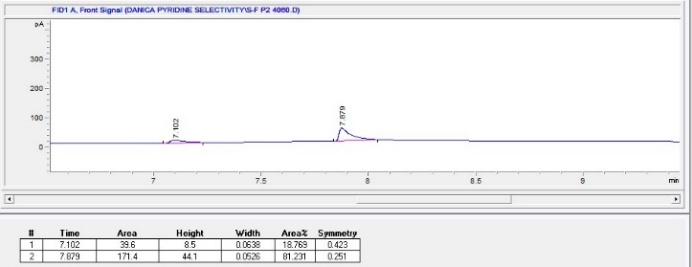 FID1 A, Front Signal (DANICA PYRIDINE SELECTIVITY\S-F P2 4060.D)
pA
300
200
100
0
7.102
7.879
7 7.5 8 8.5 9 min
# Time Area Height Width Area% Symmetry
1 7.102 39.6 8.5 0.0638 18.769 0.423
2 7.879 171.4 44.1 0.0526 81.231 0.251